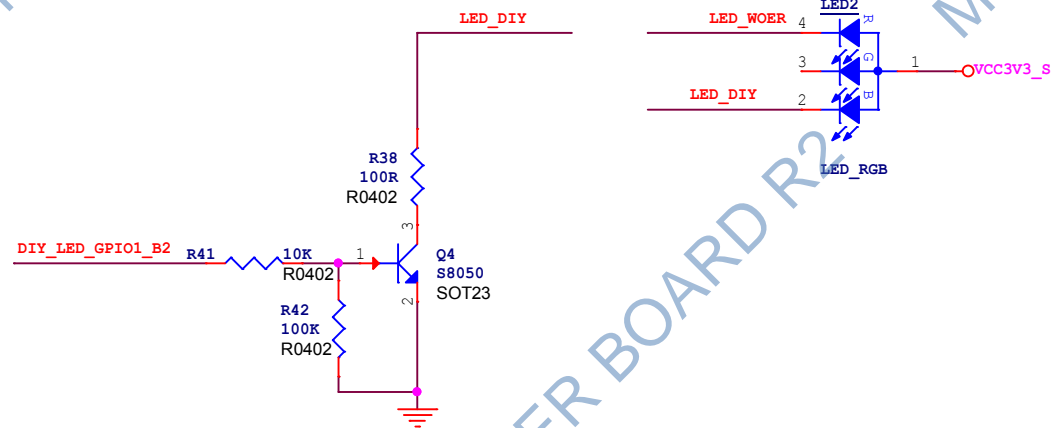 LED2
LED_DIY
LED_WOER
4
R
3
G
1
VCC3V3_S
LED_DIY
2
B
LED_RGB
R38
100R
R0402
3
DIY_LED_GPIO1_B2
R41
10K
R0402
1
Q4
S8050
SOT23
2
R42
100K
R0402
ER BOARD R2
M